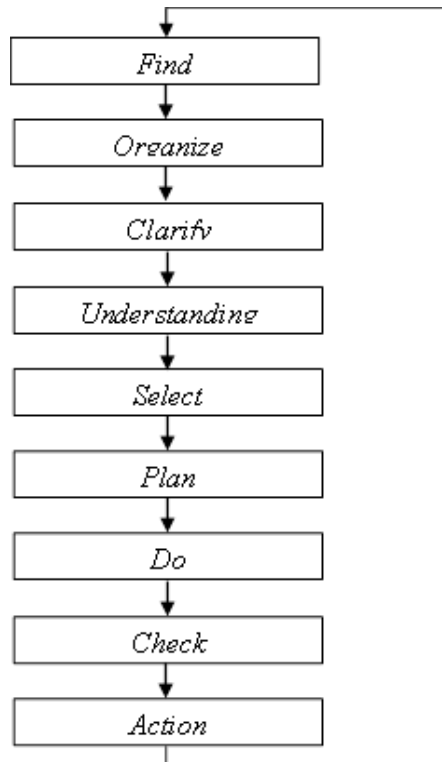 Find
Organize
Clarify
Understanding
Select
Plan
Do
Check
Action